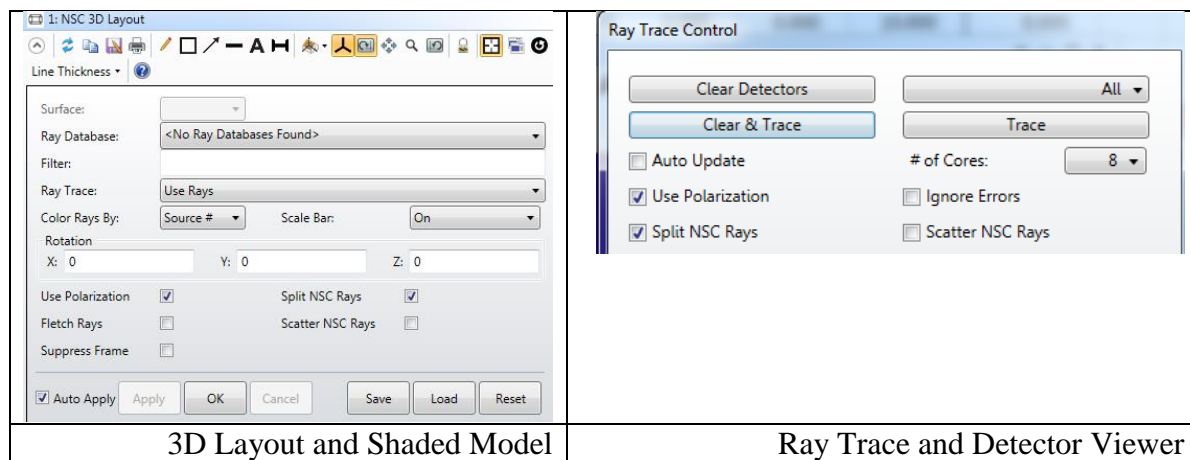 1: NSC 3D Layout
A H
Line Thickness
Surface:
Ray Database: <No Ray Databases Found>
Filter:
Ray Trace: Use Rays
Color Rays By: Source # Scale Bar: On
Rotation
X: 0 Y: 0 Z: 0
Use Polarization Split NSC Rays
Fletch Rays Scatter NSC Rays
Suppress Frame
Auto Apply Apply OK Cancel Save Load Reset
3D Layout and Shaded Model
Ray Trace Control
Clear Detectors All
Clear & Trace Trace
Auto Update # of Cores: 8
Use Polarization Ignore Errors
Split NSC Rays Scatter NSC Rays
Ray Trace and Detector Viewer